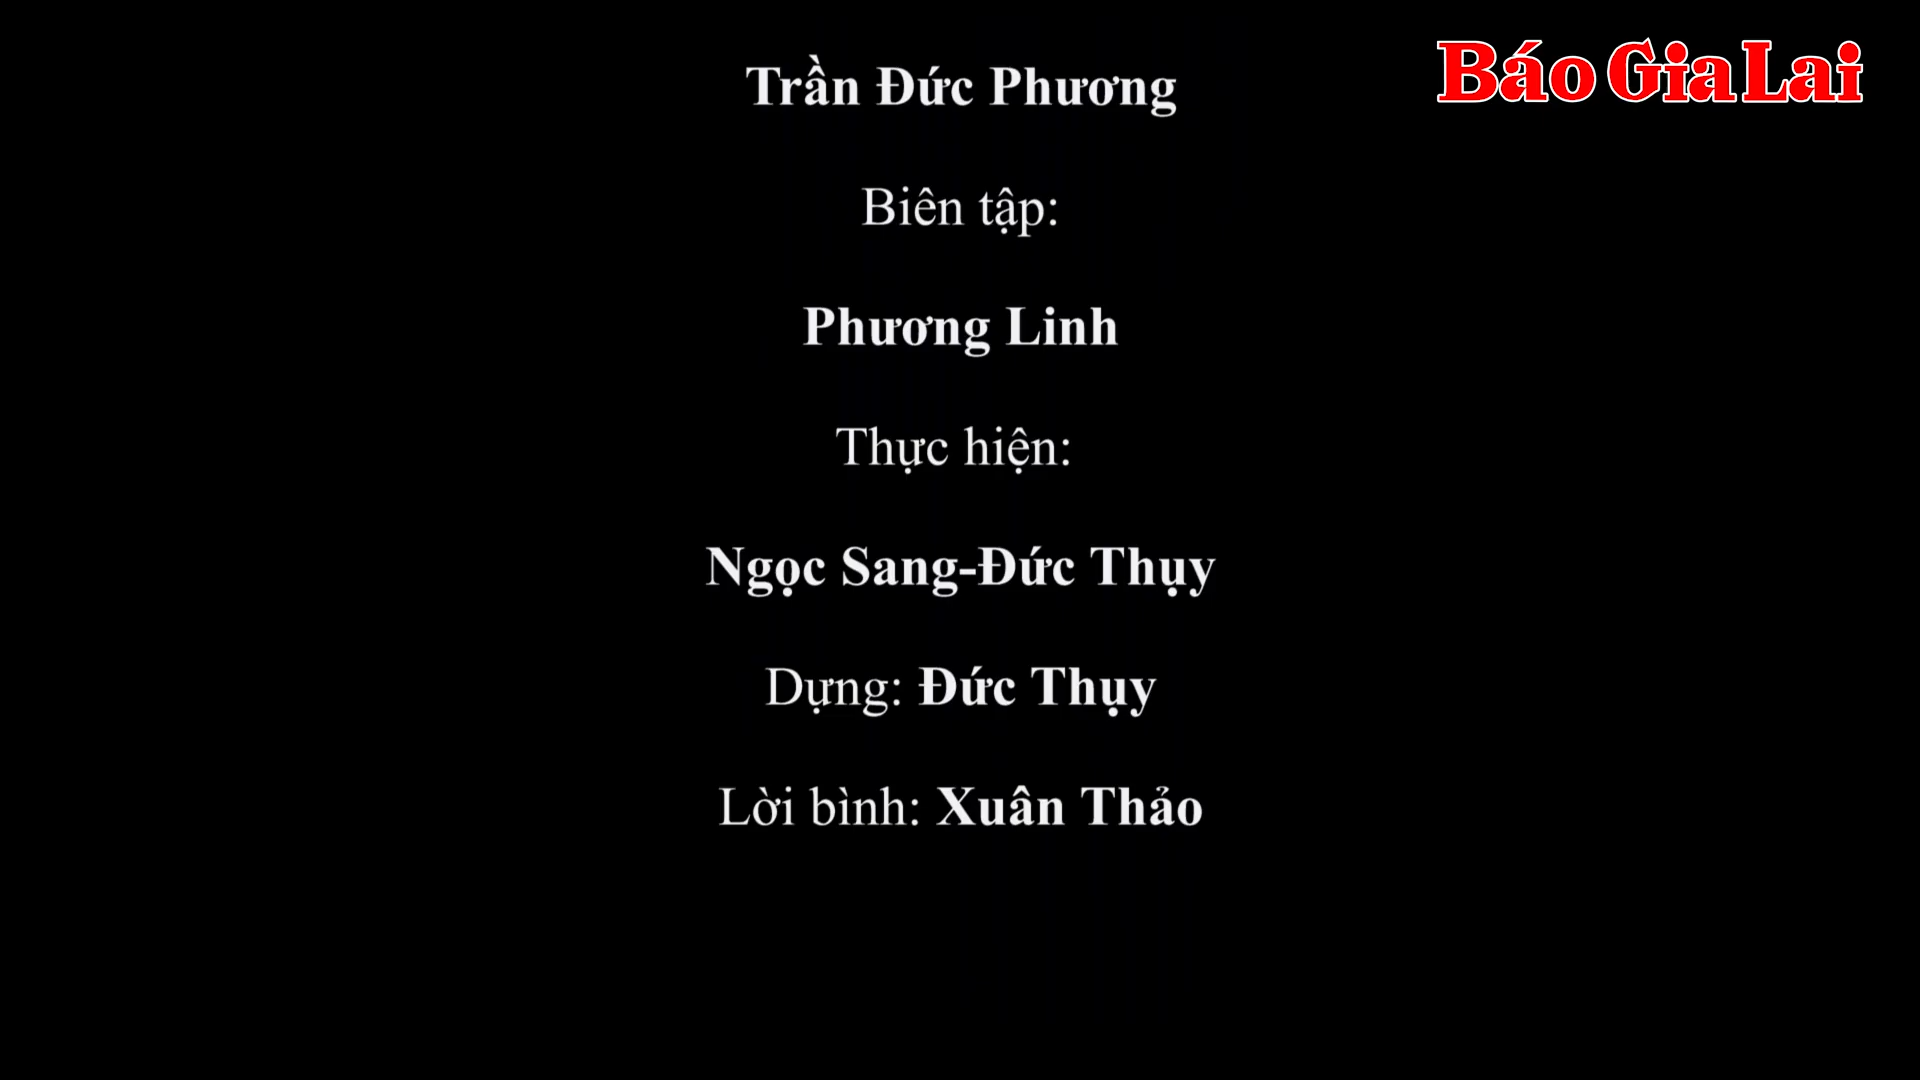 Báo Gia Lai
Trần Đức Phương
Biên tập:
Phương Linh
Thực hiện:
Ngọc Sang-Đức Thụy
Dựng: Đức Thụy
Lời bình: Xuân Thảo